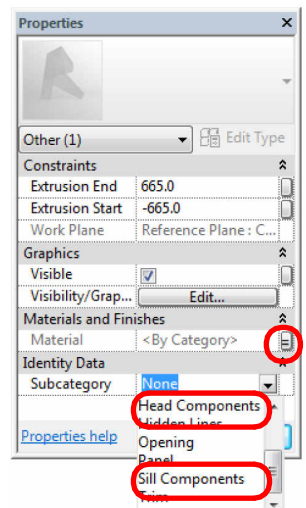 Properties
Other (1) Edit Type
Constraints
Extrusion End 665.0
Extrusion Start -665.0
Work Plane Reference Plane : C...
Graphics
Visible
Visibility/Grap... Edit...
Materials and Finishes
Material <By Category> =
Identity Data
Subcategory None
Head Components
Hidden Lines
Properties help Opening
Panel
Sill Components
Trim